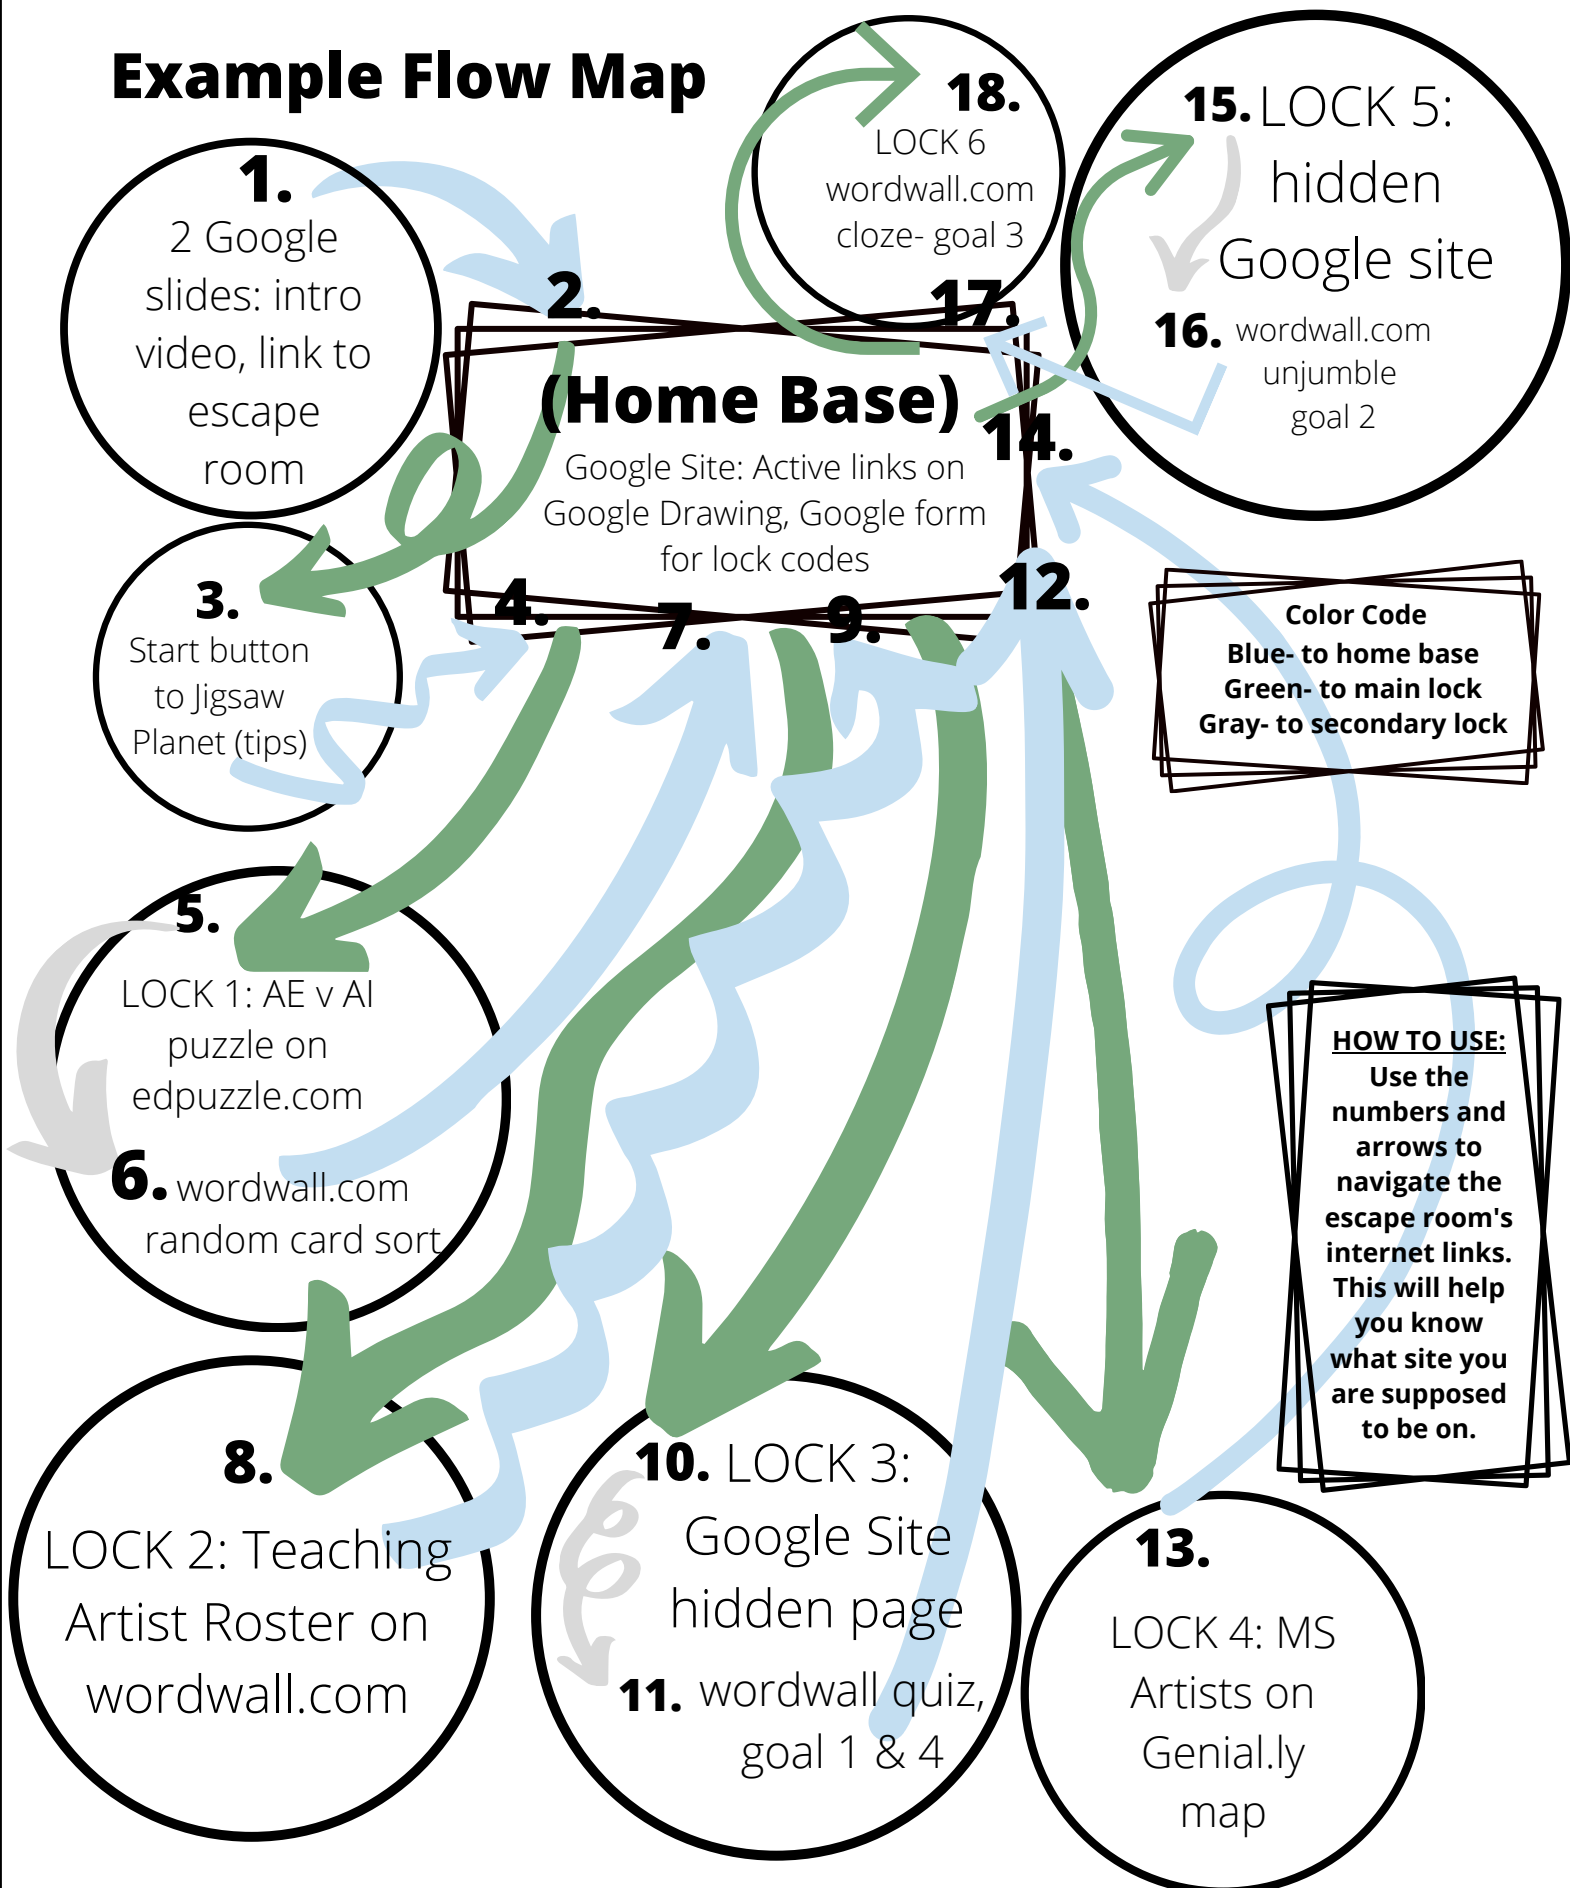 Example Flow Map
1.
2 Google
slides: intro
video, link to
escape
room
2.
(Home Base)
Google Site: Active links on
Google Drawing, Google form
for lock codes
3.
Start button
to Jigsaw
Planet (tips)
4.
5.
LOCK 1: AE v AI
puzzle on
edpuzzle.com
6. wordwall.com
random card sort
7.
8.
LOCK 2: Teaching
Artist Roster on
wordwall.com
9.
10. LOCK 3:
Google Site
hidden page
11. wordwall quiz,
goal 1 & 4
12.
13.
LOCK 4: MS
Artists on
Genial.ly
map
14.
15. LOCK 5:
hidden
Google site
16. wordwall.com
unjumble
goal 2
17.
18.
LOCK 6
wordwall.com
cloze- goal 3
Color Code
Blue- to home base
Green- to main lock
Gray- to secondary lock
HOW TO USE:
Use the
numbers and
arrows to
navigate the
escape room's
internet links.
This will help
you know
what site you
are supposed
to be on.